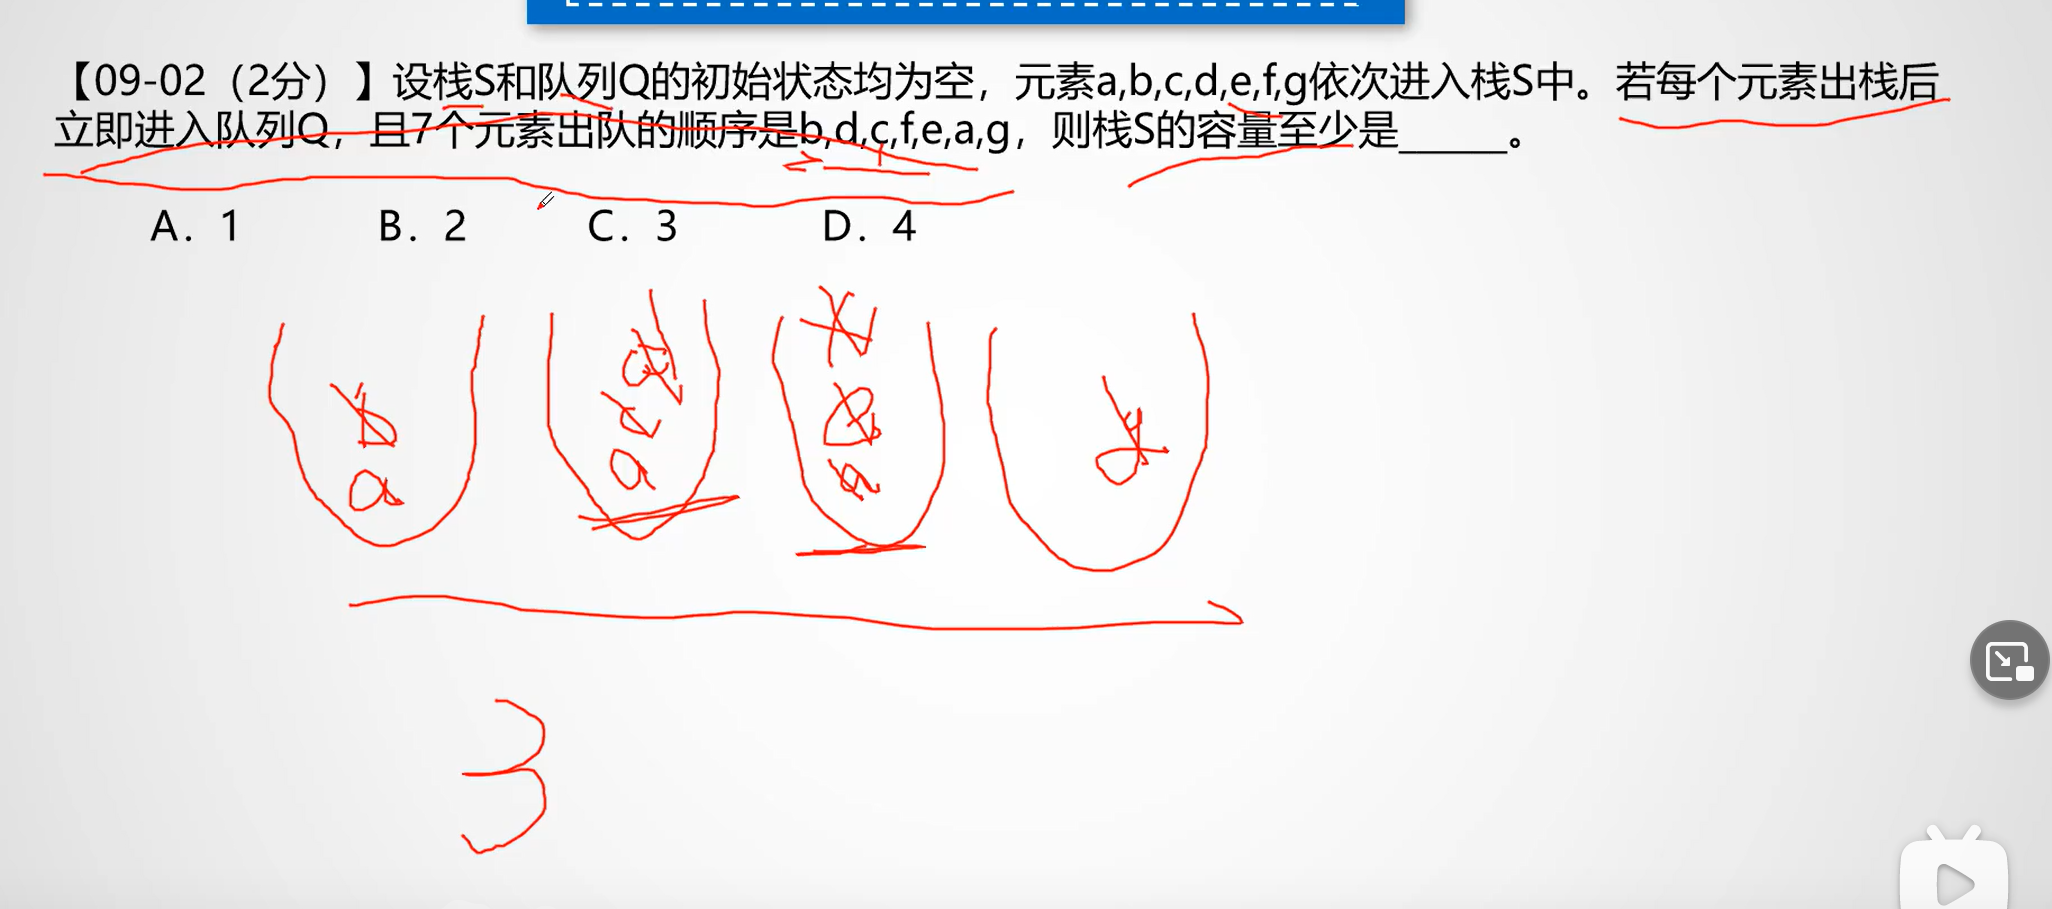 【09-02（2分）】设栈S和队列Q的初始状态均为空，元素a,b,c,d,e,f,g依次进入栈S中。若每个元素出栈后
立即进入队列Q，且7个元素出队的顺序是b,d,c,f,e,a,g，则栈S的容量至少是_____。
A. 1 B. 2 C. 3 D. 4
b d f
c e g
a a a
3